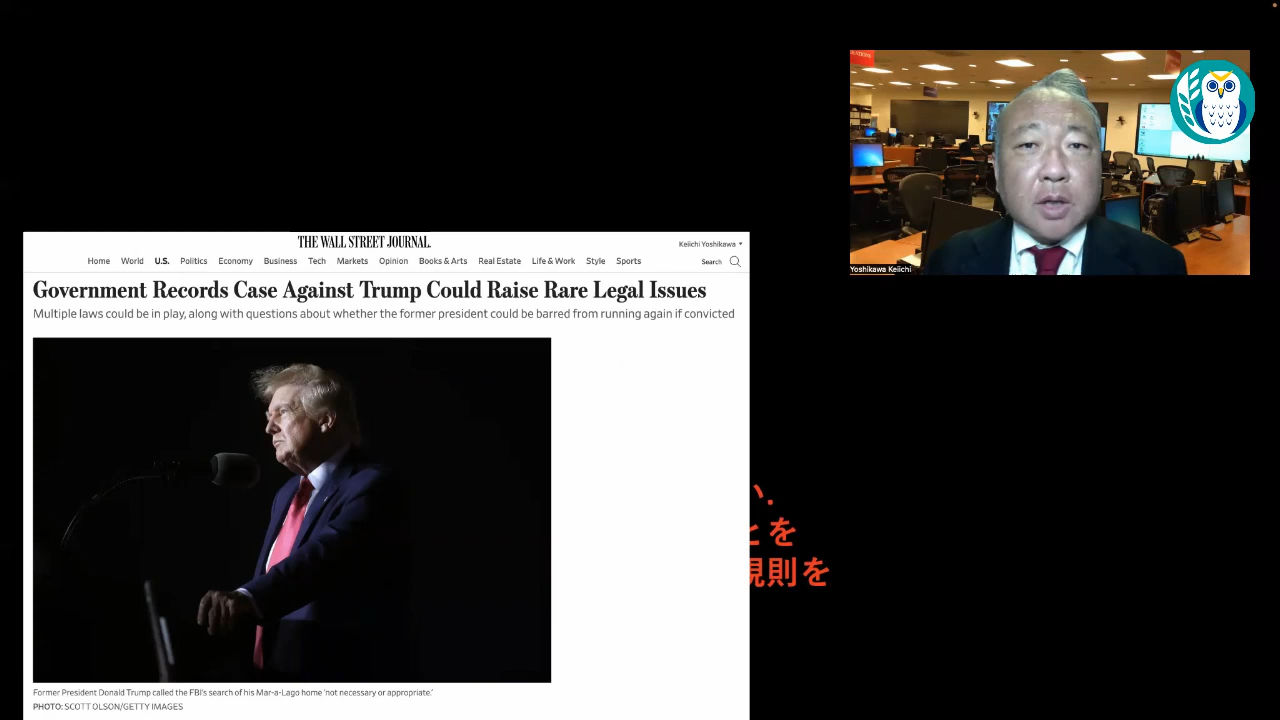 THE WALL STREET JOURNAL.
Keiichi Yoshikawa
Home World U.S. Politics Economy Business Tech Markets Opinion Books & Arts Real Estate Life & Work Style Sports Search
Government Records Case Against Trump Could Raise Rare Legal Issues
Multiple laws could be in play, along with questions about whether the former president could be barred from running again if convicted
Former President Donald Trump called the FBI's search of his Mar-a-Lago home 'not necessary or appropriate.'
PHOTO: SCOTT OLSON/GETTY IMAGES
Yoshikawa Keiichi
とを
規則を